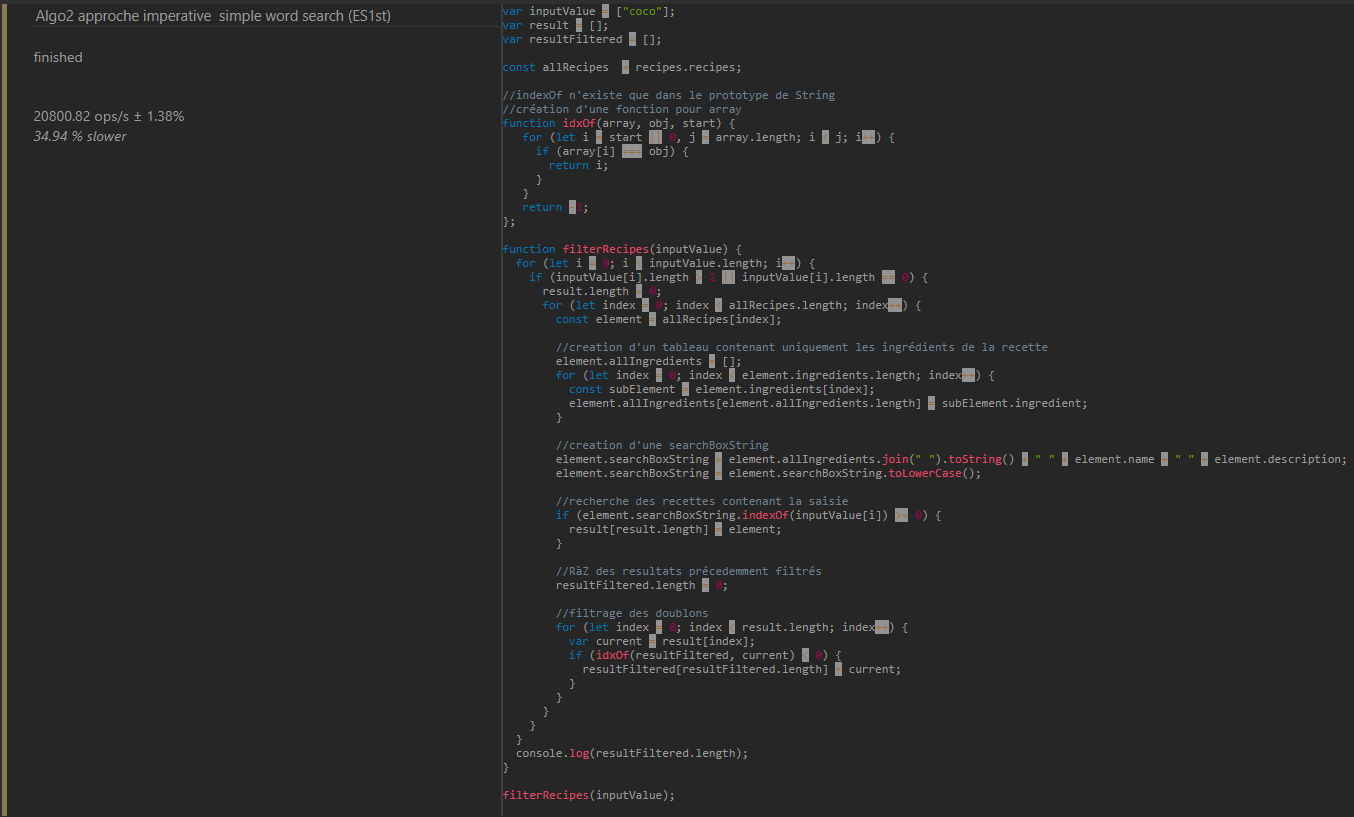 Algo2 approche imperative simple word search (ES1st)
finished
20800.82 ops/s ± 1.38%
34.94 % slower
var inputValue = ["coco"];
var result = [];
var resultFiltered = [];
const allRecipes = recipes.recipes;
//indexOf n'existe que dans le prototype de String
//création d'une fonction pour array
function idxOf(array, obj, start) {
for (let i = start || 0, j = array.length; i < j; i++) {
if (array[i] === obj) {
return i;
}
}
return -1;
};
function filterRecipes(inputValue) {
for (let i = 0; i < inputValue.length; i++) {
if (inputValue[i].length > 2 || inputValue[i].length == 0) {
result.length = 0;
for (let index = 0; index < allRecipes.length; index++) {
const element = allRecipes[index];
//creation d'un tableau contenant uniquement les ingrédients de la recette
element.allIngredients = [];
for (let index = 0; index < element.ingredients.length; index++) {
const subElement = element.ingredients[index];
element.allIngredients[element.allIngredients.length] = subElement.ingredient;
}
//creation d'une searchBoxString
element.searchBoxString = element.allIngredients.join(" ").toString() + " " + element.name + " " + element.description;
element.searchBoxString = element.searchBoxString.toLowerCase();
//recherche des recettes contenant la saisie
if (element.searchBoxString.indexOf(inputValue[i]) >= 0) {
result[result.length] = element;
}
//RàZ des resultats précedemment filtrés
resultFiltered.length = 0;
//filtrage des doublons
for (let index = 0; index < result.length; index++) {
var current = result[index];
if (idxOf(resultFiltered, current) < 0) {
resultFiltered[resultFiltered.length] = current;
}
}
}
}
}
console.log(resultFiltered.length);
}
filterRecipes(inputValue);